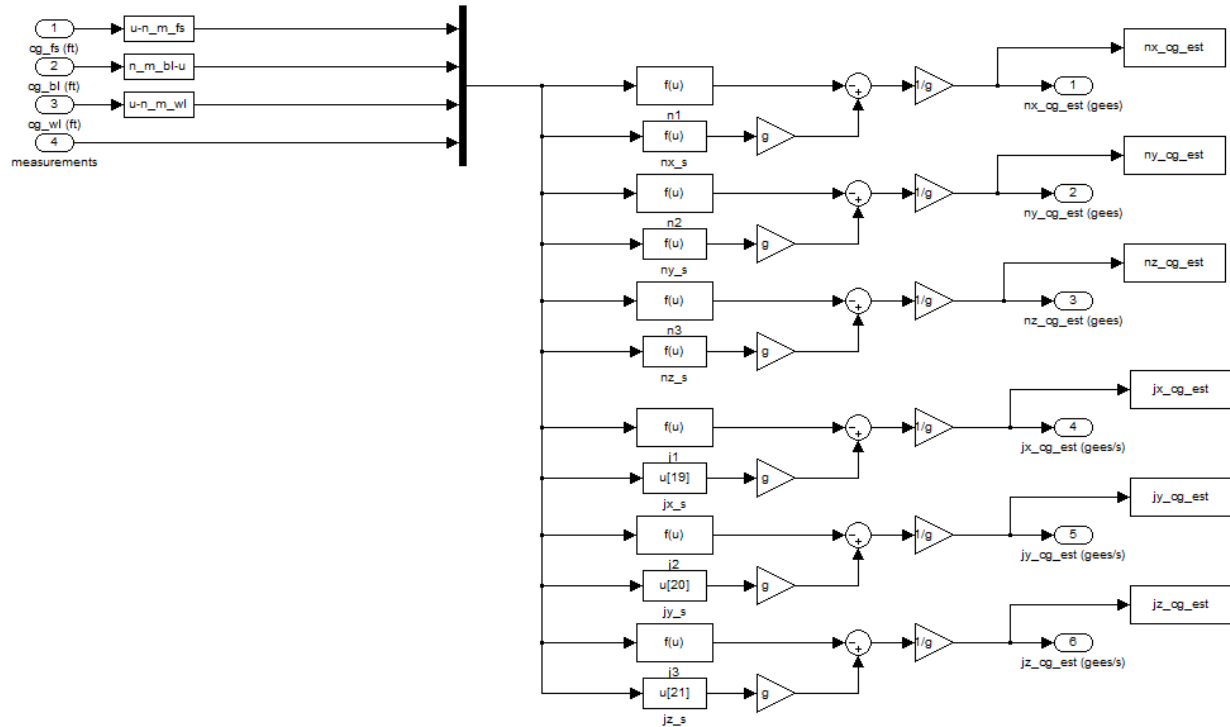 1
u-n_m_fs
cg_fs (ft)
2
n_m_bl-u
cg_bl (ft)
3
u-n_m_wl
cg_wl (ft)
4
measurements
nx_cg_est
f(u)
-
+
1/g
1
n1
nx_cg_est (gees)
f(u)
g
nx_s
ny_cg_est
f(u)
-
+
1/g
2
n2
ny_cg_est (gees)
f(u)
g
ny_s
nz_cg_est
f(u)
-
+
1/g
3
n3
nz_cg_est (gees)
f(u)
g
nz_s
jx_cg_est
f(u)
-
+
1/g
4
j1
jx_cg_est (gees/s)
u[19]
g
jx_s
jy_cg_est
f(u)
-
+
1/g
5
j2
jy_cg_est (gees/s)
u[20]
g
jy_s
jz_cg_est
f(u)
-
+
1/g
6
j3
jz_cg_est (gees/s)
u[21]
g
jz_s